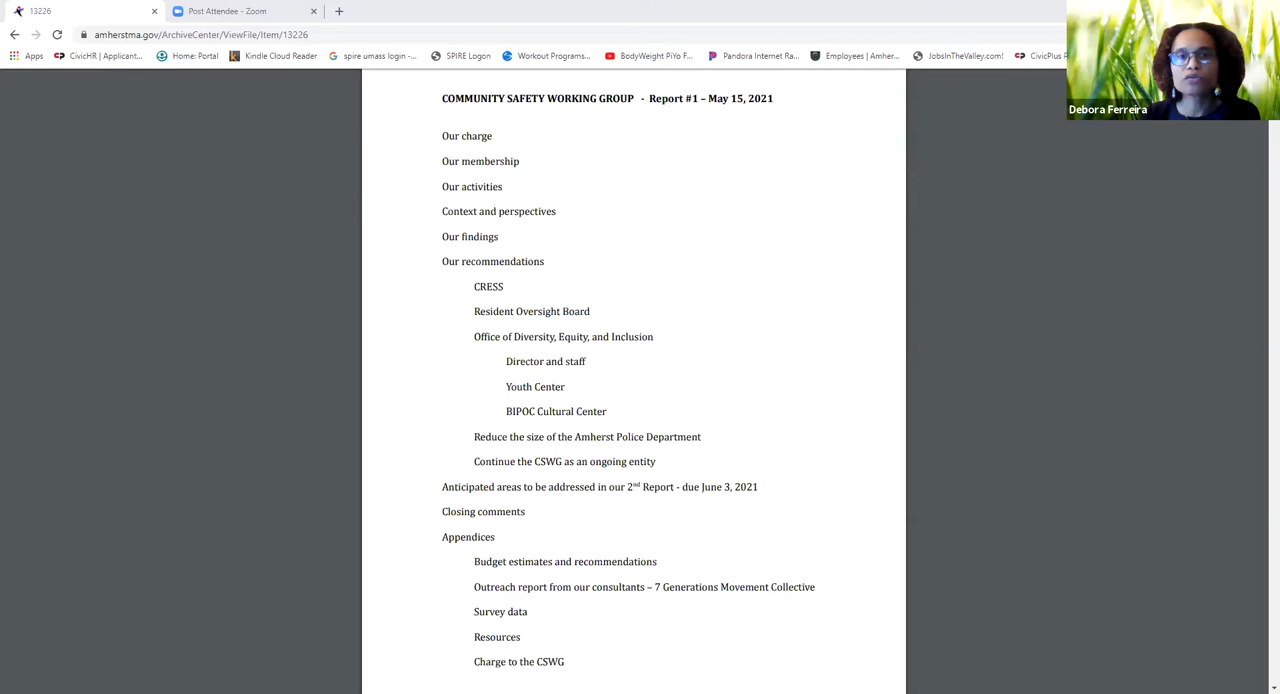 13226
Post Attendee - Zoom
amherstma.gov/ArchiveCenter/ViewFile/Item/13226
Apps
CivicHR | Applicant...
Home: Portal
Kindle Cloud Reader
spire umass login -...
SPIRE Logon
Workout Programs...
BodyWeight PiYo F...
Pandora Internet Ra...
Employees | Amher...
JobsInTheValley.com!
CivicPlus
Debora Ferreira
COMMUNITY SAFETY WORKING GROUP - Report #1 – May 15, 2021
Our charge
Our membership
Our activities
Context and perspectives
Our findings
Our recommendations
CRESS
Resident Oversight Board
Office of Diversity, Equity, and Inclusion
Director and staff
Youth Center
BIPOC Cultural Center
Reduce the size of the Amherst Police Department
Continue the CSWG as an ongoing entity
Anticipated areas to be addressed in our 2nd Report - due June 3, 2021
Closing comments
Appendices
Budget estimates and recommendations
Outreach report from our consultants – 7 Generations Movement Collective
Survey data
Resources
Charge to the CSWG